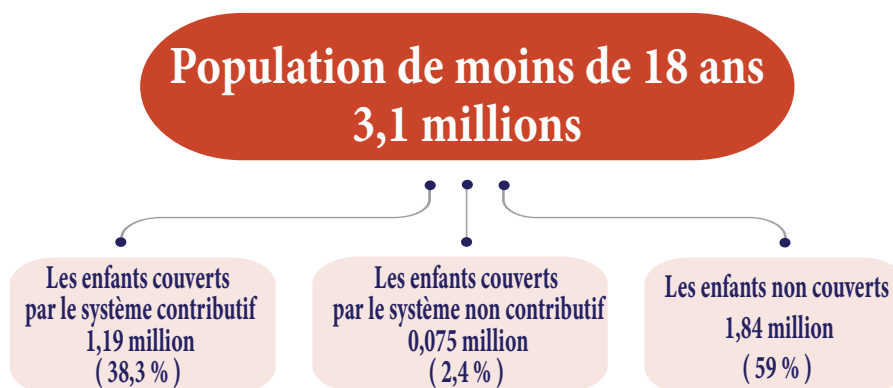 Population de moins de 18 ans
3,1 millions
Les enfants couverts
par le système contributif
1,19 million
( 38,3 % )
Les enfants couverts
par le système non contributif
0,075 million
( 2,4 % )
Les enfants non couverts
1,84 million
( 59 % )